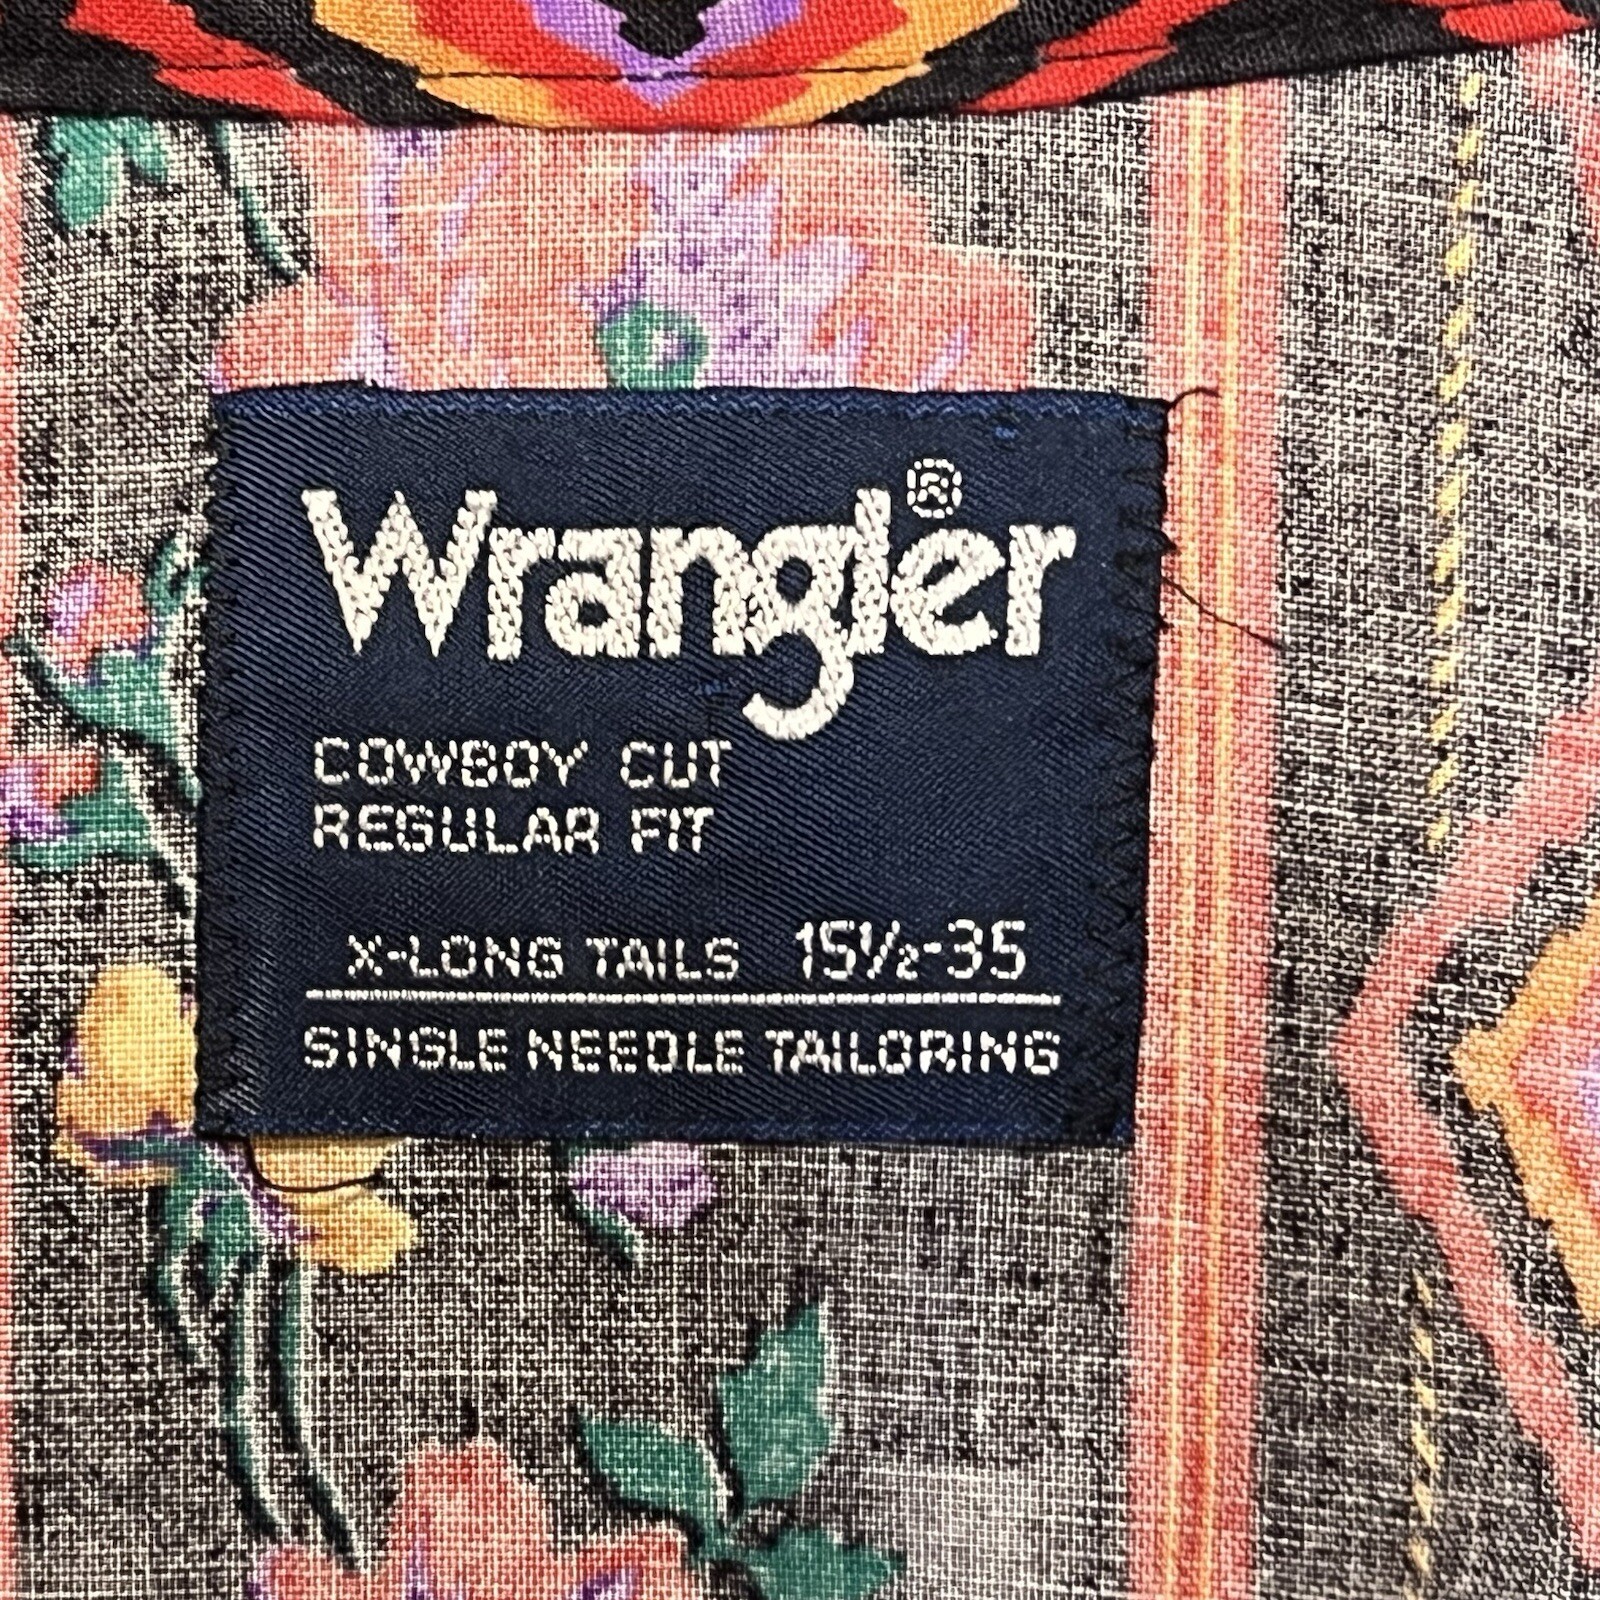 Wrangler®
COWBOY CUT
REGULAR FIT
X-LONG TAILS 15½-35
SINGLE NEEDLE TAILORING